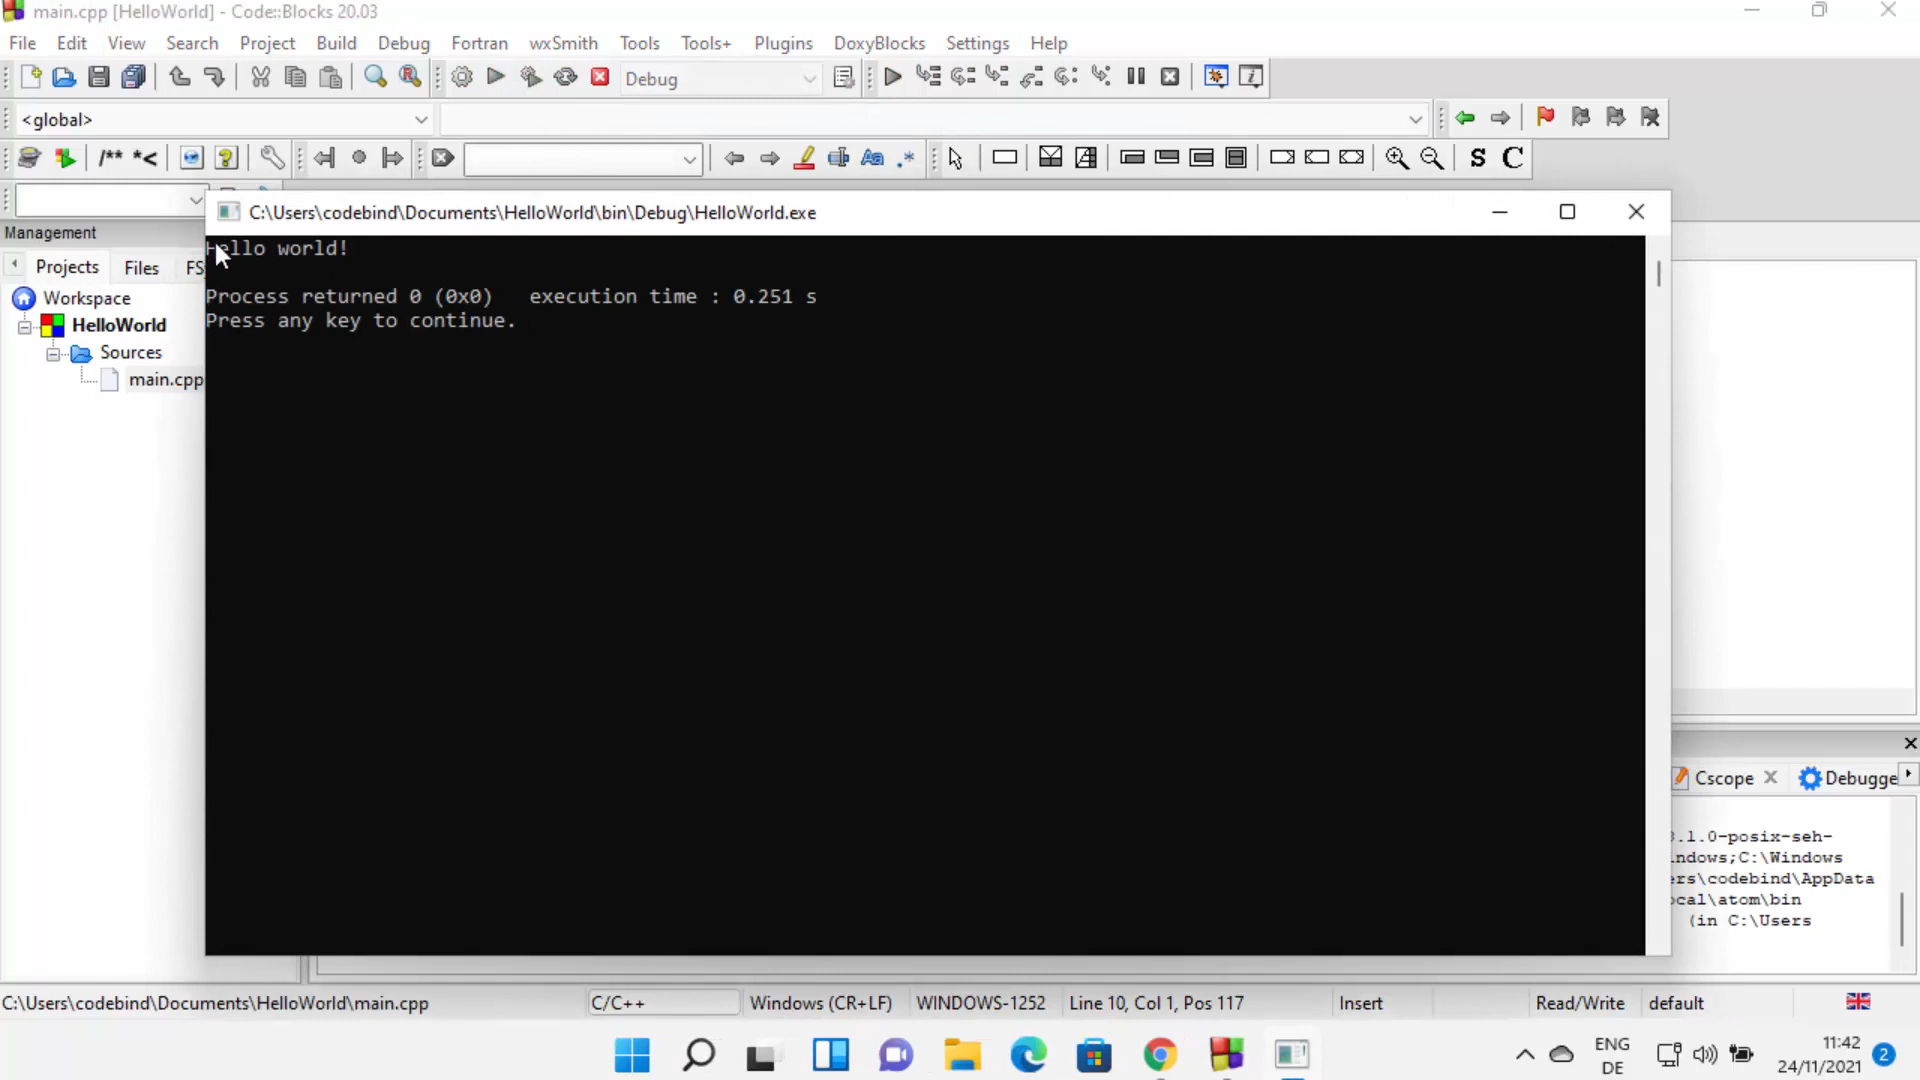 main.cpp [HelloWorld] - Code::Blocks 20.03
File Edit View Search Project Build Debug Fortran wxSmith Tools Tools+ Plugins DoxyBlocks Settings Help
Debug
<global>
/** *<
Aa .* S C
C:\Users\codebind\Documents\HelloWorld\bin\Debug\HelloWorld.exe
Management
Projects Files FS
Workspace
HelloWorld
Sources
main.cpp
Hello world!
Process returned 0 (0x0)   execution time : 0.251 s
Press any key to continue.
Cscope Debugge
3.1.0-posix-seh-
ndows;C:\Windows
ers\codebind\AppData
ocal\atom\bin
(in C:\Users
C:\Users\codebind\Documents\HelloWorld\main.cpp C/C++ Windows (CR+LF) WINDOWS-1252 Line 10, Col 1, Pos 117 Insert Read/Write default
ENG
DE
11:42
24/11/2021
2